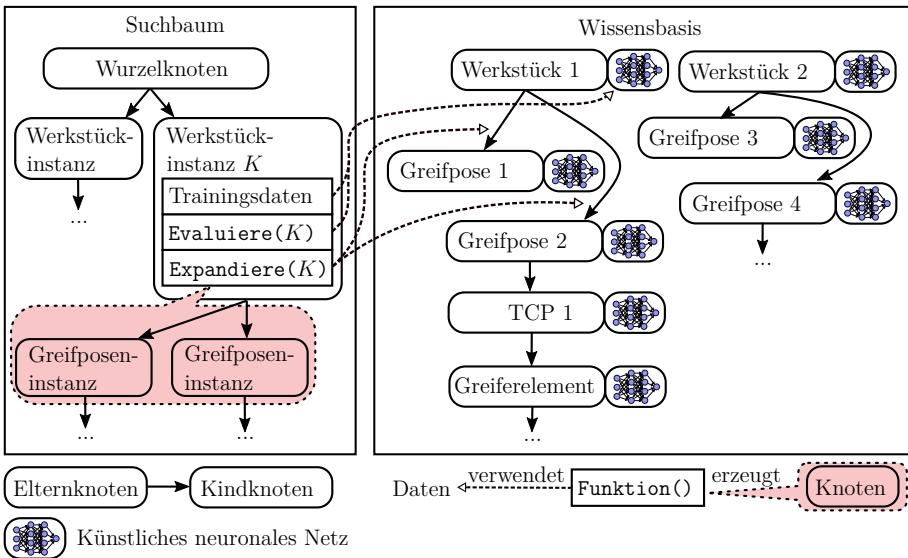 Suchbaum
Wurzelknoten
Werkstück-
instanz
...
Werkstück-
instanz K
Trainingsdaten
Evaluiere(K)
Expandiere(K)
Greifposen-
instanz
...
Greifposen-
instanz
...
Wissensbasis
Werkstück 1
Greifpose 1
Greifpose 2
TCP 1
Greiferelement
...
Werkstück 2
Greifpose 3
Greifpose 4
...
Elternknoten
Kindknoten
Künstliches neuronales Netz
Daten
verwendet
Funktion()
erzeugt
Knoten